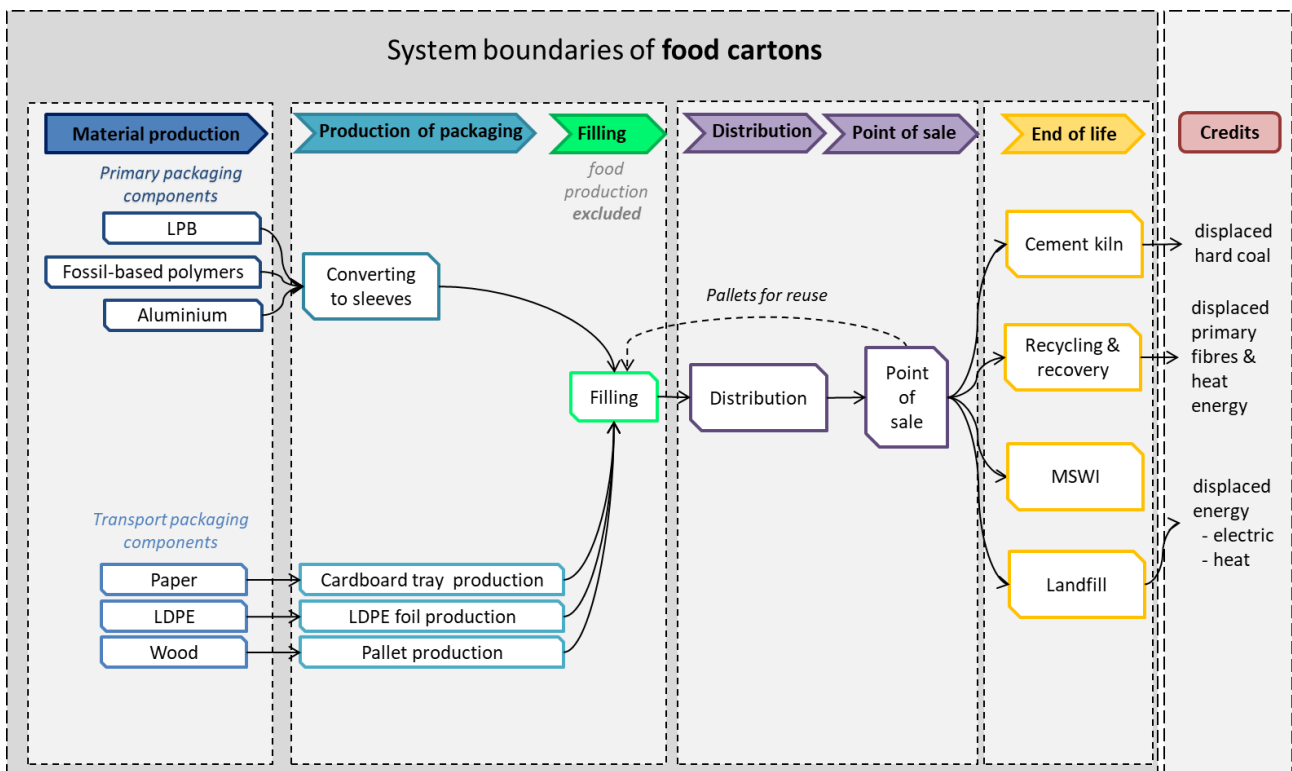 System boundaries of food cartons
Material production
Production of packaging
Filling
Distribution
Point of sale
End of life
Credits
Primary packaging
components
food
production
excluded
LPB
Fossil-based polymers
Aluminium
Converting
to sleeves
Pallets for reuse
Filling
Distribution
Point
of
sale
Cement kiln
Recycling &
recovery
MSWI
Landfill
displaced
hard coal
displaced
primary
fibres &
heat
energy
displaced
energy
- electric
- heat
Transport packaging
components
Paper
LDPE
Wood
Cardboard tray production
LDPE foil production
Pallet production